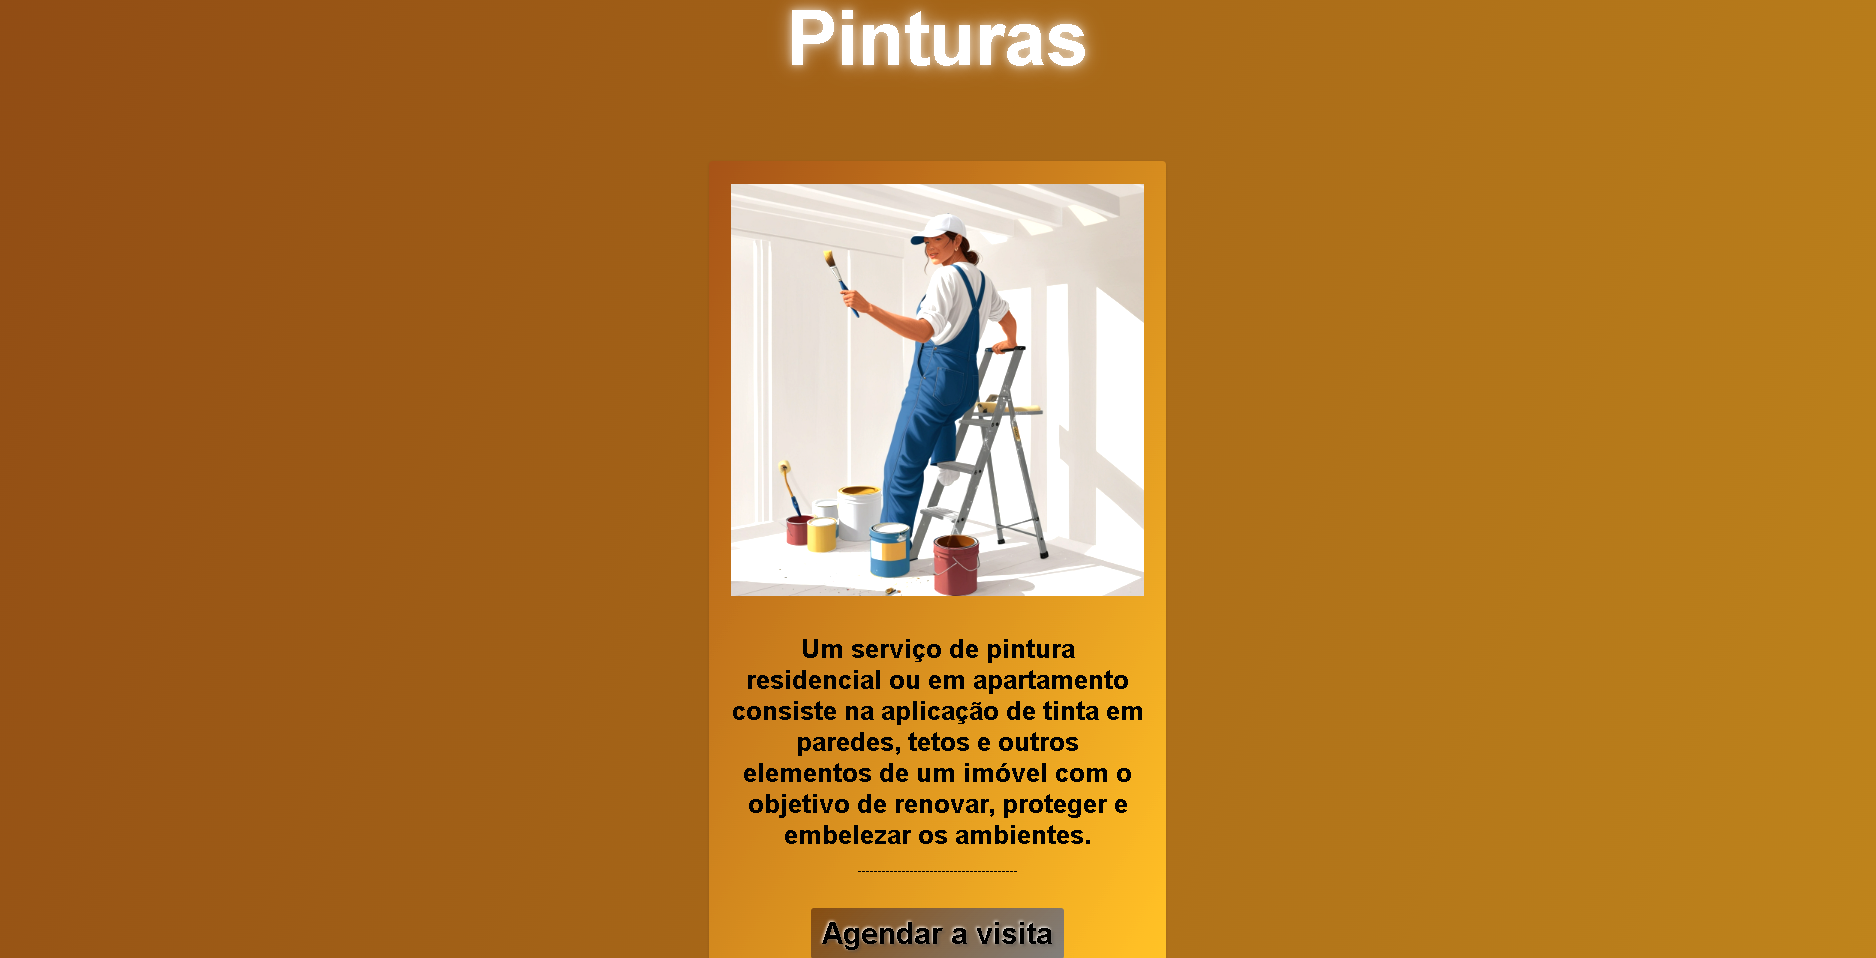 Pinturas
Um serviço de pintura
residencial ou em apartamento
consiste na aplicação de tinta em
paredes, tetos e outros
elementos de um imóvel com o
objetivo de renovar, proteger e
embelezar os ambientes.
----------------------------------------
Agendar a visita